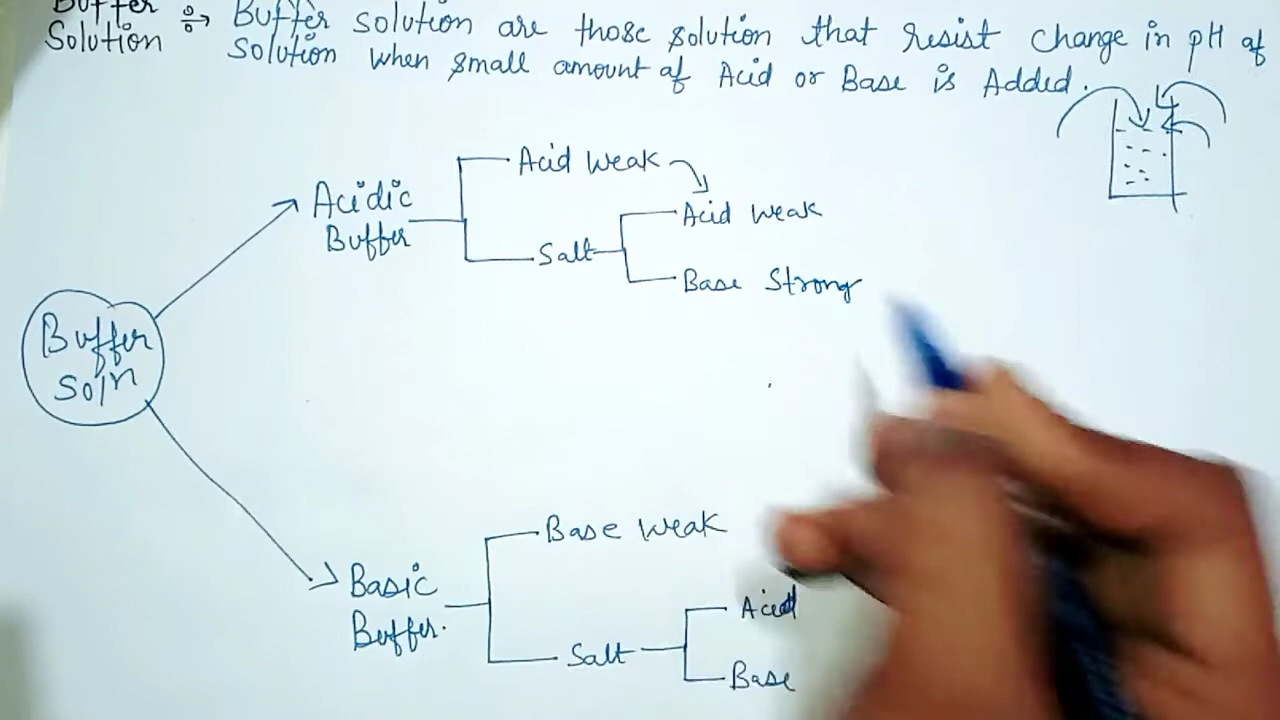 Buffer
Solution ÷ Buffer solution are those solution that resist change in pH of
solution when small amount of Acid or Base is Added.
Acid weak
Acidic
Buffer
Acid weak
Salt
Base Strong
Buffer
Soln
Base weak
Basic
Buffer.
Acid
Salt
Base